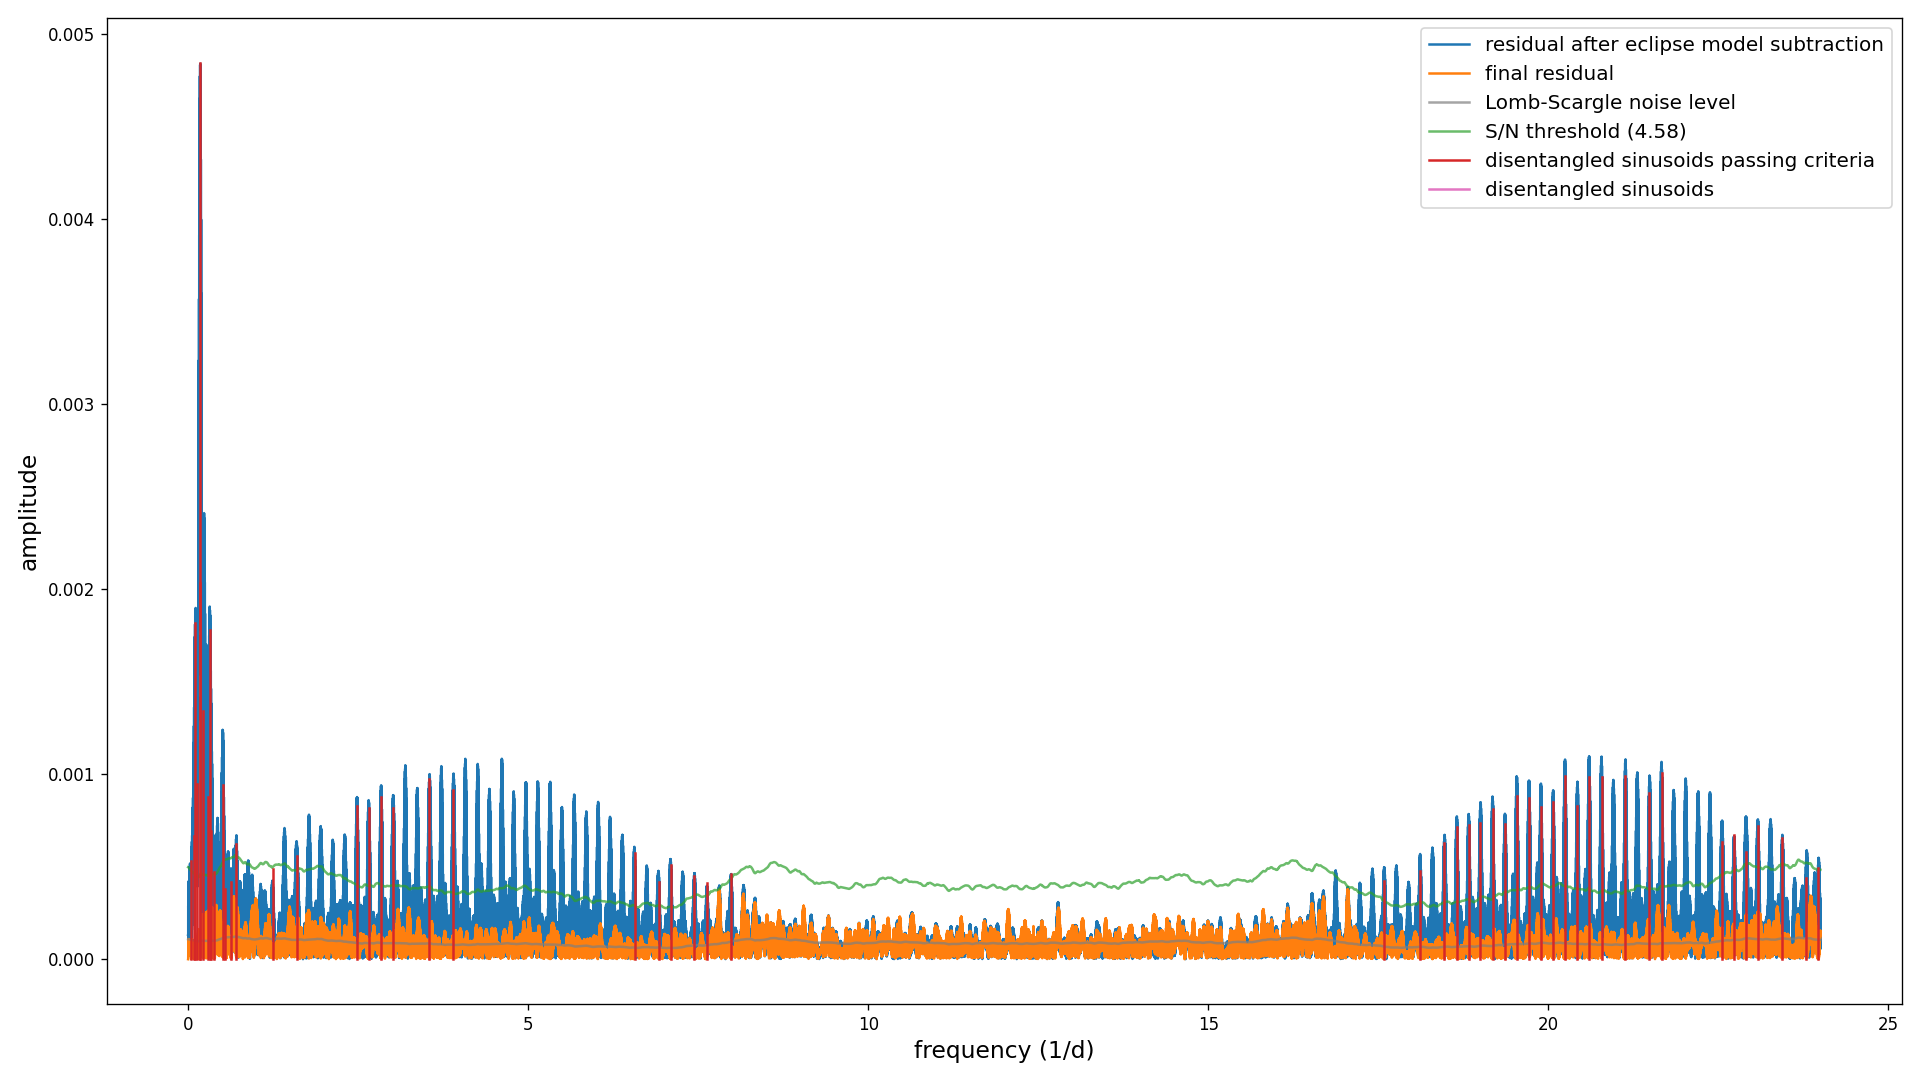 0.005
0.004
0.003
0.002
0.001
0.000
amplitude
0
5
10
15
20
25
frequency (1/d)
residual after eclipse model subtraction
final residual
Lomb-Scargle noise level
S/N threshold (4.58)
disentangled sinusoids passing criteria
disentangled sinusoids